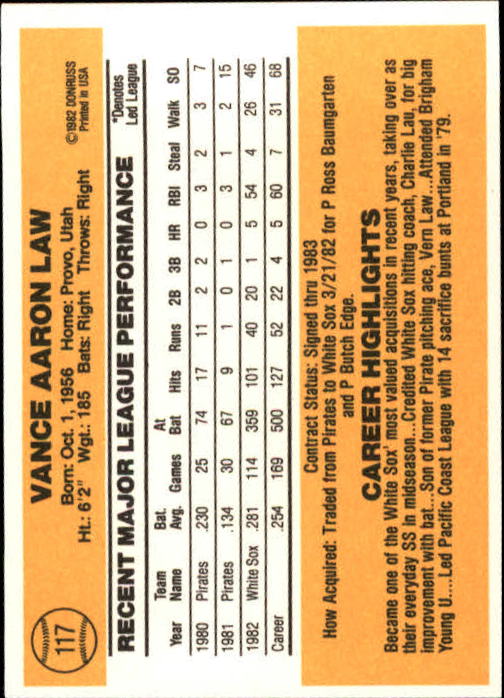 117
VANCE AARON LAW
©1982 DONRUSS
Printed in USA
Born: Oct. 1, 1956 Home: Provo, Utah
Ht.: 6'2" Wgt.: 185 Bats: Right Throws: Right
RECENT MAJOR LEAGUE PERFORMANCE
*Denotes
Led League
Team Bat. At
Year Name Avg. Games Bat Hits Runs 2B 3B HR RBI Steal Walk SO
1980 Pirates .230 25 74 17 11 2 2 0 3 2 3 7
1981 Pirates .134 30 67 9 1 0 1 0 3 1 2 15
1982 White Sox .281 114 359 101 40 20 1 5 54 4 26 46
Career .254 169 500 127 52 22 4 5 60 7 31 68
Contract Status: Signed thru 1983
How Acquired: Traded from Pirates to White Sox 3/21/82 for P Ross Baumgarten
and P Butch Edge.
CAREER HIGHLIGHTS
Became one of the White Sox' most valued acquisitions in recent years, taking over as
their everyday SS in midseason...Credited White Sox hitting coach, Charlie Lau, for big
improvement with bat...Son of former Pirate pitching ace, Vern Law...Attended Brigham
Young U....Led Pacific Coast League with 14 sacrifice bunts at Portland in '79.